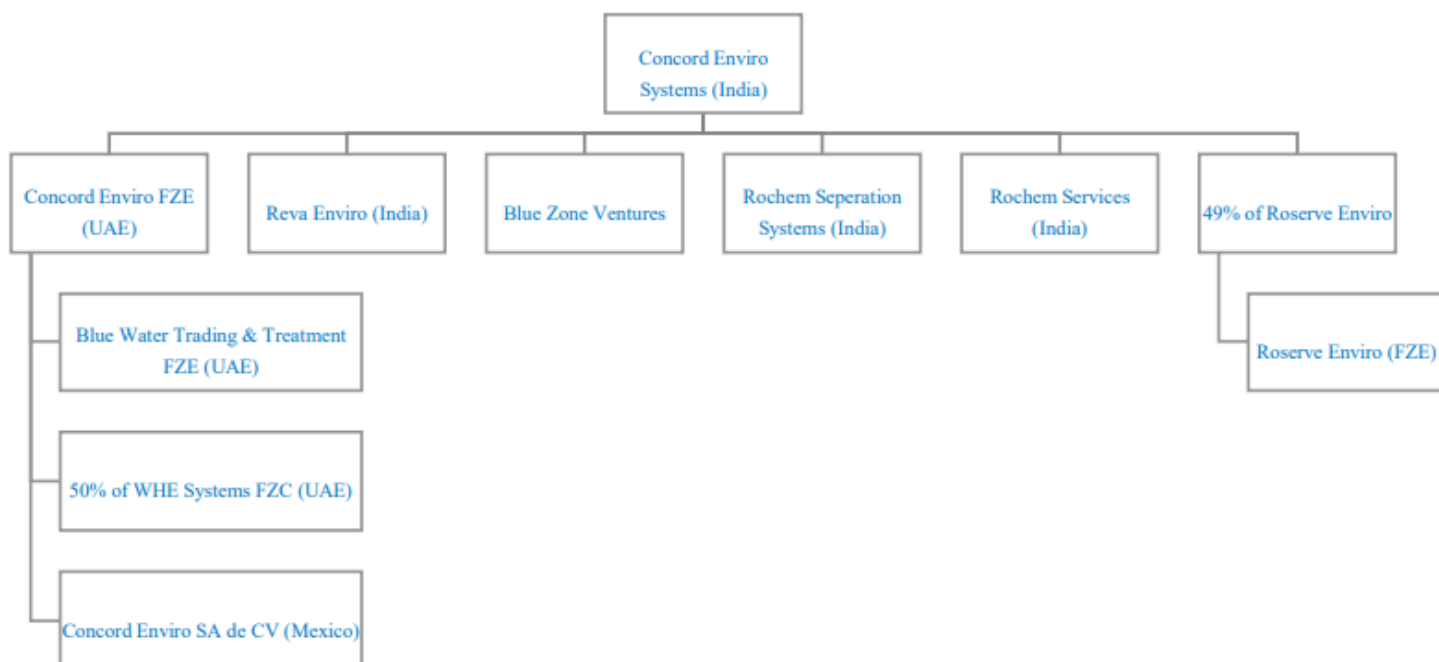 Concord Enviro
Systems (India)
Concord Enviro FZE
(UAE)
Reva Enviro (India)
Blue Zone Ventures
Rochem Seperation
Systems (India)
Rochem Services
(India)
49% of Roserve Enviro
Blue Water Trading & Treatment
FZE (UAE)
Roserve Enviro (FZE)
50% of WHE Systems FZC (UAE)
Concord Enviro SA de CV (Mexico)